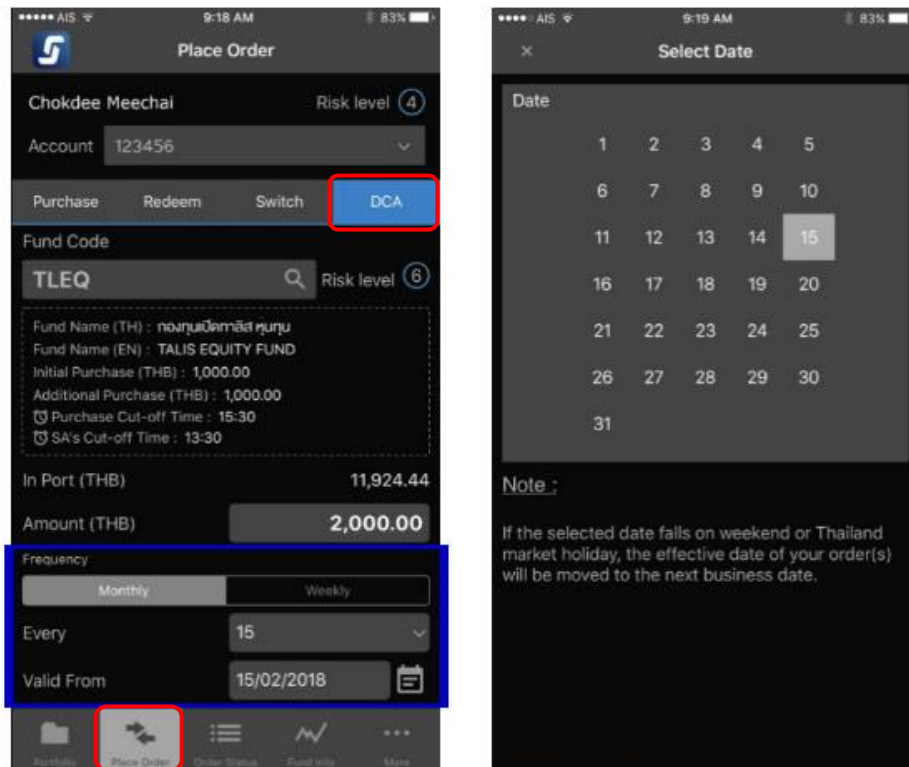 AIS 9:18 AM 83%
Place Order
Chokdee Meechai Risk level 4
Account 123456
Purchase Redeem Switch DCA
Fund Code
TLEQ Risk level 6
Fund Name (TH) : กองทุนเปิดทาลิส หุ้นทุน
Fund Name (EN) : TALIS EQUITY FUND
Initial Purchase (THB) : 1,000.00
Additional Purchase (THB) : 1,000.00
Purchase Cut-off Time : 15:30
SA's Cut-off Time : 13:30
In Port (THB) 11,924.44
Amount (THB) 2,000.00
Frequency
Monthly Weekly
Every 15
Valid From 15/02/2018
Portfolio Place Order Order Status Fund Info More
AIS 9:19 AM 83%
× Select Date
Date
1 2 3 4 5
6 7 8 9 10
11 12 13 14 15
16 17 18 19 20
21 22 23 24 25
26 27 28 29 30
31
Note :
If the selected date falls on weekend or Thailand
market holiday, the effective date of your order(s)
will be moved to the next business date.